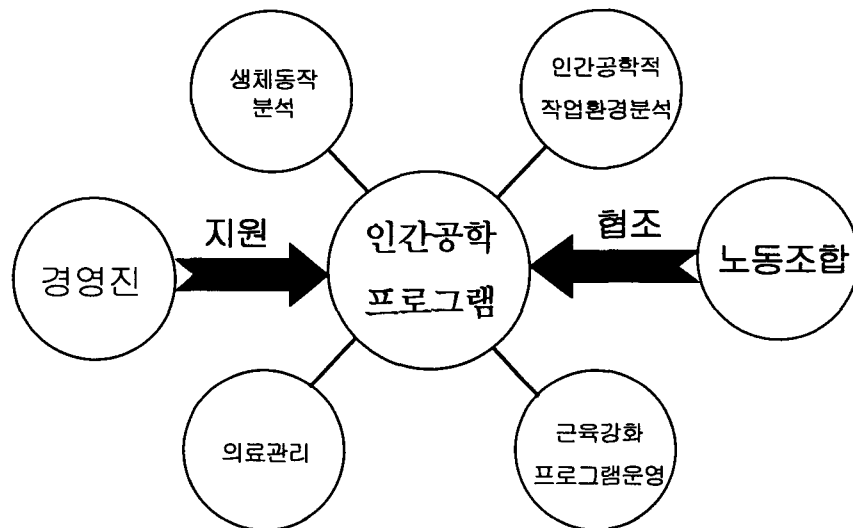 생체동작
분석
인간공학적
작업환경분석
지원
협조
경영진
인간공학
프로그램
노동조합
의료관리
근육강화
프로그램운영